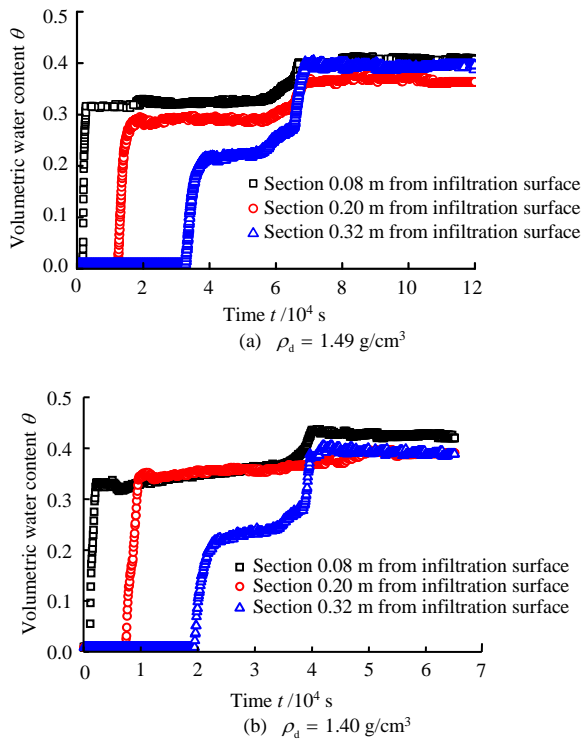 0.5
0.4
0.3
0.1
0.1
0.0
Volumetric water content θ
Section 0.08 m from infiltration surface
Section 0.20 m from infiltration surface
Section 0.32 m from infiltration surface
0 2 4 6 8 10 12
Time t /10⁴ s
(a) ρd = 1.49 g/cm³
0.5
0.4
0.3
0.2
0.1
0.0
Volumetric water content θ
Section 0.08 m from infiltration surface
Section 0.20 m from infiltration surface
Section 0.32 m from infiltration surface
0 1 2 3 4 5 6 7
Time t /10⁴ s
(b) ρd = 1.40 g/cm³